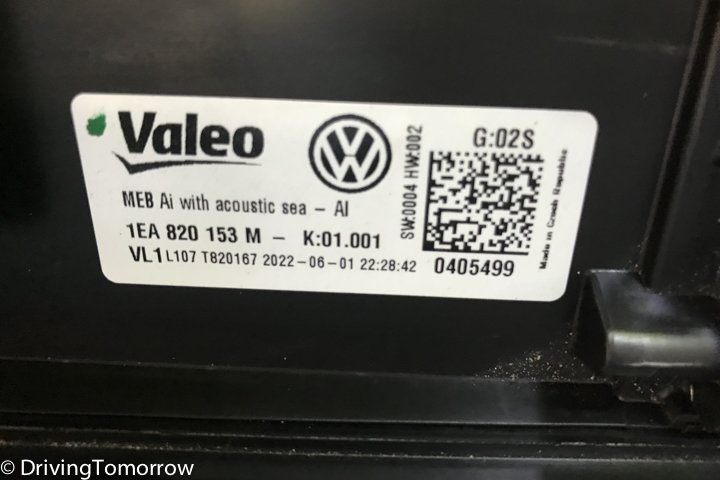 Valeo
VW
G:02S
SW:0004 HW:002
MEB Ai with acoustic sea - AI
1EA 820 153 M - K:01.001
VL1 L107 T820167 2022-06-01 22:28:42
0405499
Made in Czech Republic
© DrivingTomorrow